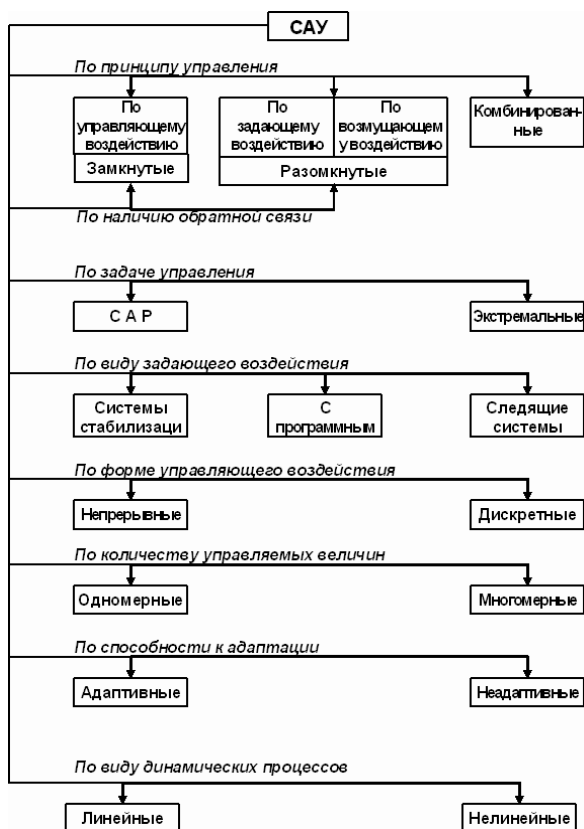 САУ
По принципу управления
По
управляющему
воздействию
Замкнутые
По
задающему
воздействию
По
возмущающем
у воздействию
Разомкнутые
Комбинирован-
ные
По наличию обратной связи
По задаче управления
С А Р
Экстремальные
По виду задающего воздействия
Системы
стабилизаци
С
программным
Следящие
системы
По форме управляющего воздействия
Непрерывные
Дискретные
По количеству управляемых величин
Одномерные
Многомерные
По способности к адаптации
Адаптивные
Неадаптивные
По виду динамических процессов
Линейные
Нелинейные